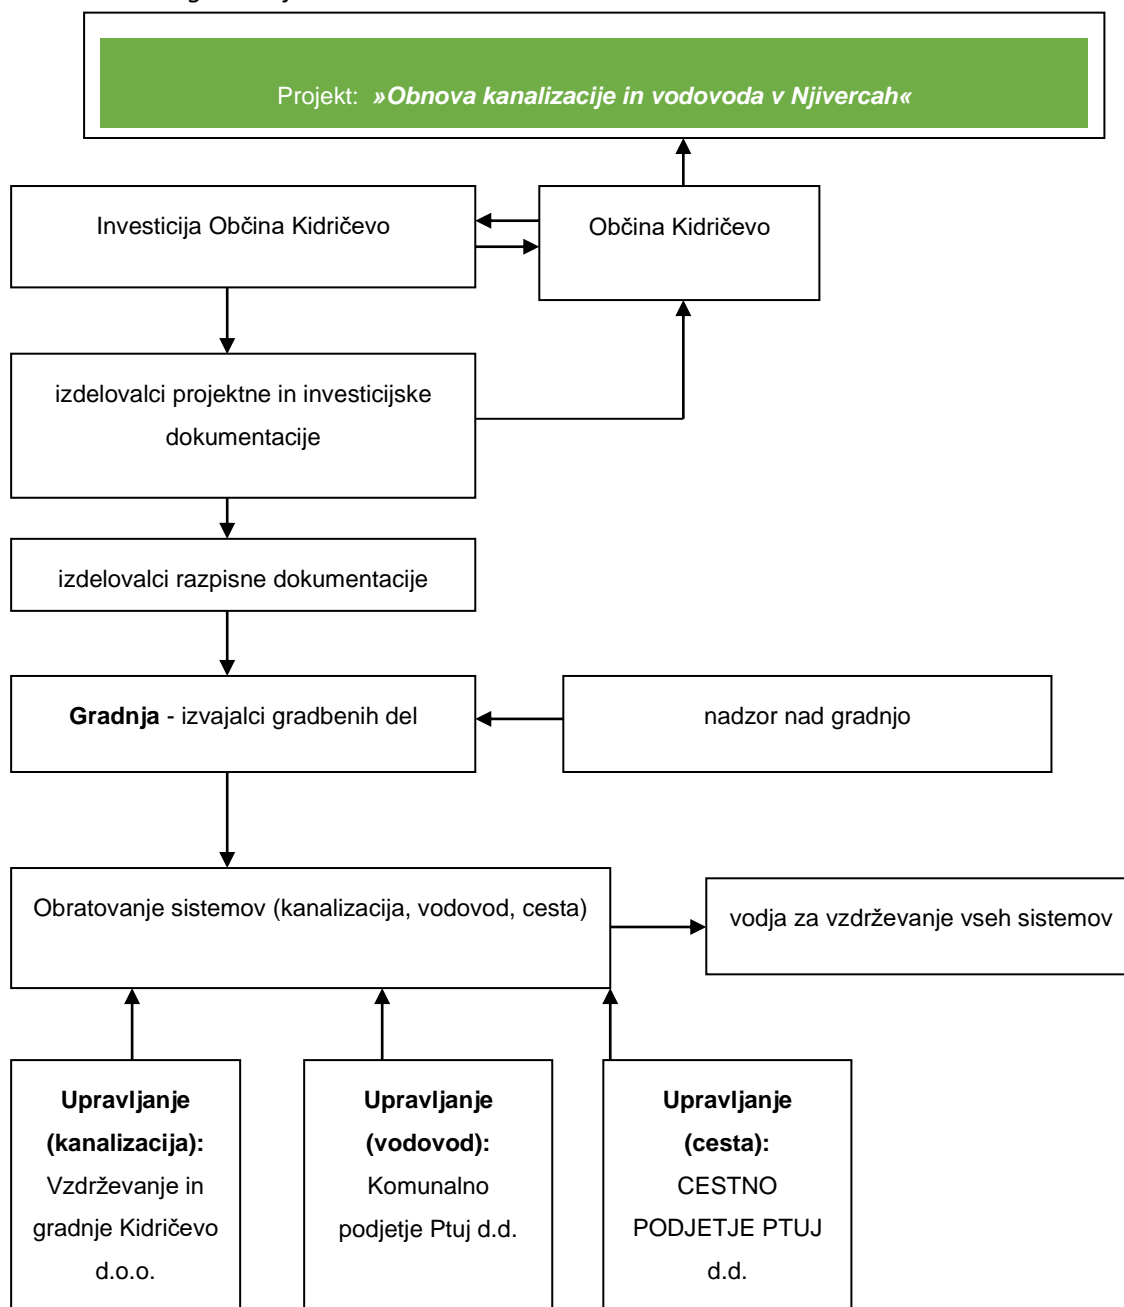 Projekt: »Obnova kanalizacije in vodovoda v Njivercah«
Investicija Občina Kidričevo
Občina Kidričevo
izdelovalci projektne in investicijske
dokumentacije
izdelovalci razpisne dokumentacije
Gradnja - izvajalci gradbenih del
nadzor nad gradnjo
Obratovanje sistemov (kanalizacija, vodovod, cesta)
vodja za vzdrževanje vseh sistemov
Upravljanje
(kanalizacija):
Vzdrževanje in
gradnje Kidričevo
d.o.o.
Upravljanje
(vodovod):
Komunalno
podjetje Ptuj d.d.
Upravljanje
(cesta):
CESTNO
PODJETJE PTUJ
d.d.